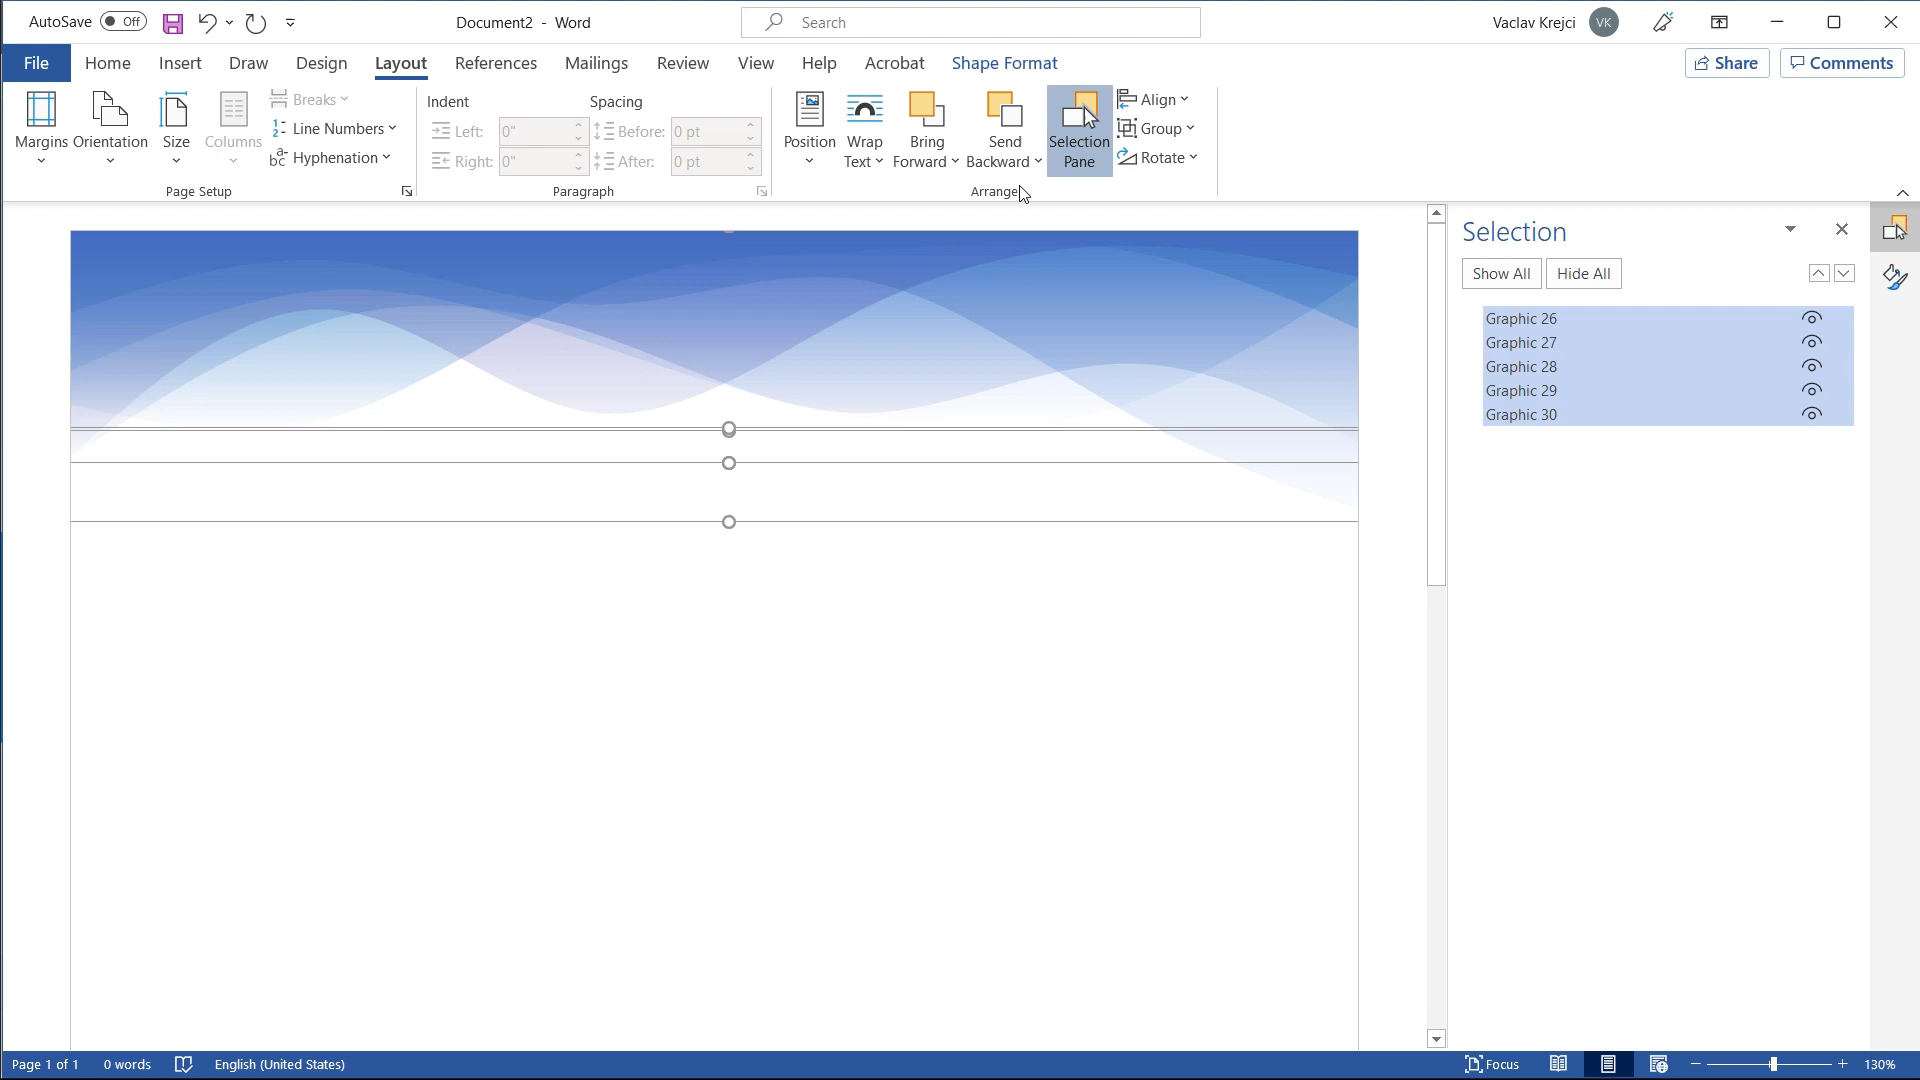 AutoSave Off Document2 - Word Search Vaclav Krejci VK
File Home Insert Draw Design Layout References Mailings Review View Help Acrobat Shape Format Share Comments
Margins Orientation Size Columns
Breaks
Line Numbers
Hyphenation
Page Setup
Indent Spacing
Left: 0" Before: 0 pt
Right: 0" After: 0 pt
Paragraph
Position Wrap Text Bring Forward Send Backward Selection Pane
Align
Group
Rotate
Arrange
Selection
Show All Hide All
Graphic 26
Graphic 27
Graphic 28
Graphic 29
Graphic 30
Page 1 of 1 0 words English (United States) Focus 130%